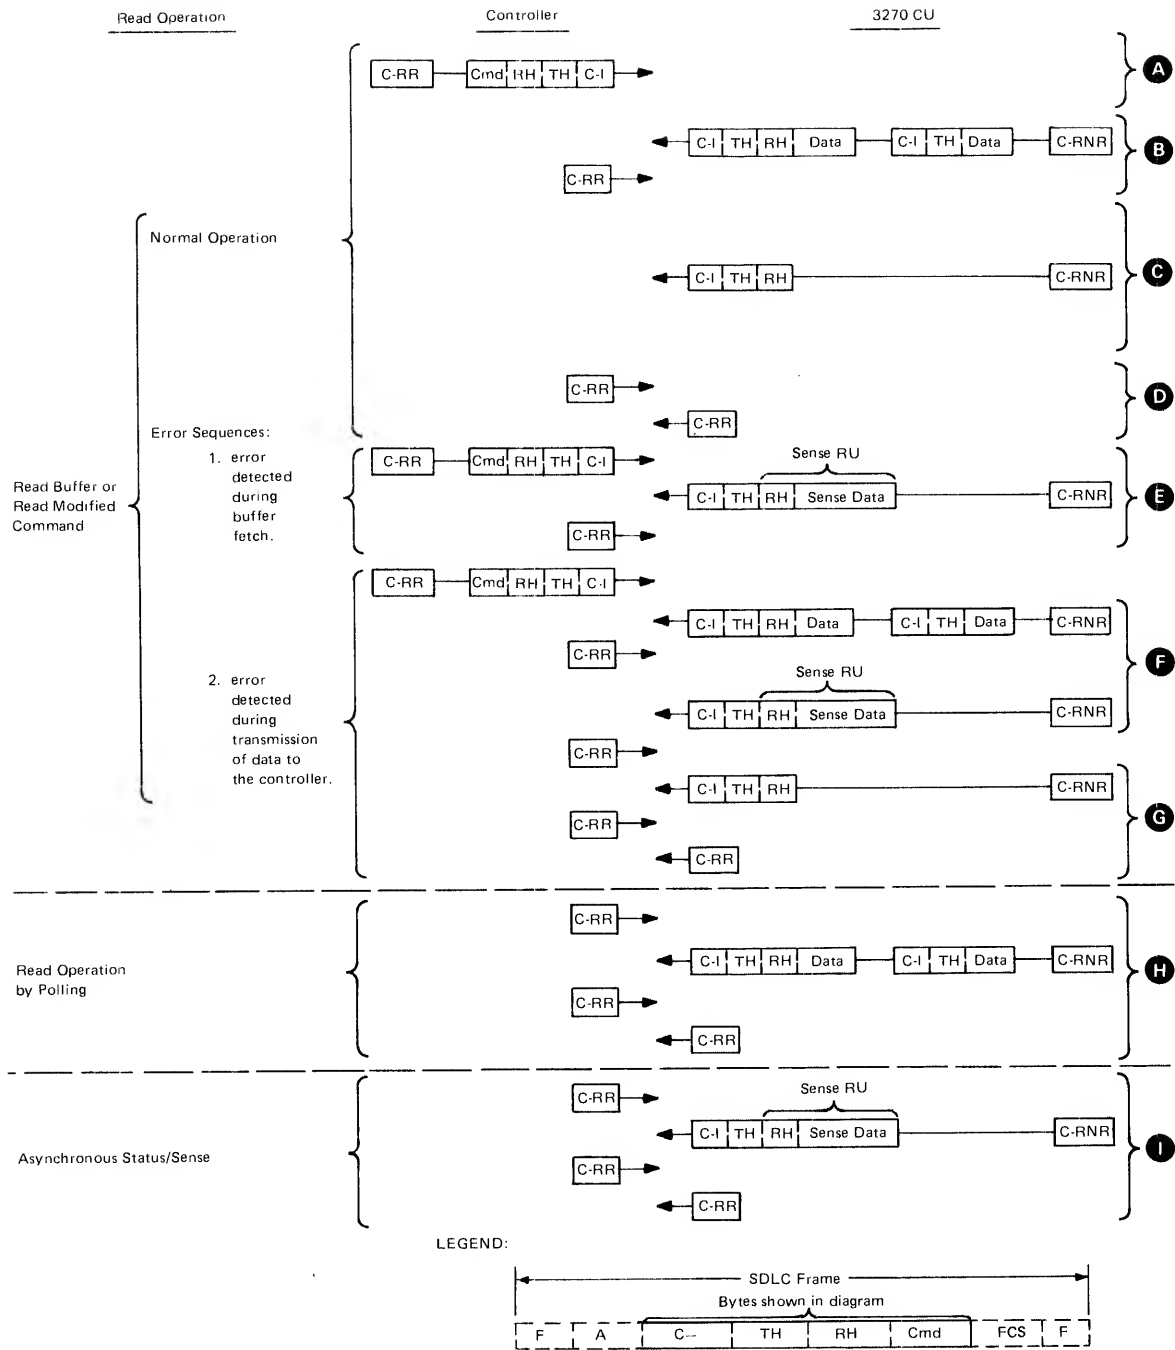 Read Operation Controller 3270 CU
C-RR Cmd RH TH C-I A
C-I TH RH Data C-I TH Data C-RNR B
C-RR
Normal Operation
C-I TH RH C-RNR C
C-RR D
C-RR
Error Sequences:
1. error
detected
during
buffer
fetch.
C-RR Cmd RH TH C-I
Sense RU
C-I TH RH Sense Data C-RNR E
C-RR
Read Buffer or
Read Modified
Command
C-RR Cmd RH TH C-I
C-I TH RH Data C-I TH Data C-RNR
C-RR F
2. error
detected
during
transmission
of data to
the controller.
Sense RU
C-I TH RH Sense Data C-RNR
C-RR
C-I TH RH C-RNR
C-RR G
C-RR
C-RR
C-I TH RH Data C-I TH Data C-RNR H
Read Operation
by Polling
C-RR
C-RR
C-RR
Sense RU
C-I TH RH Sense Data C-RNR I
Asynchronous Status/Sense
C-RR
C-RR
LEGEND:
SDLC Frame
Bytes shown in diagram
F A C— TH RH Cmd FCS F